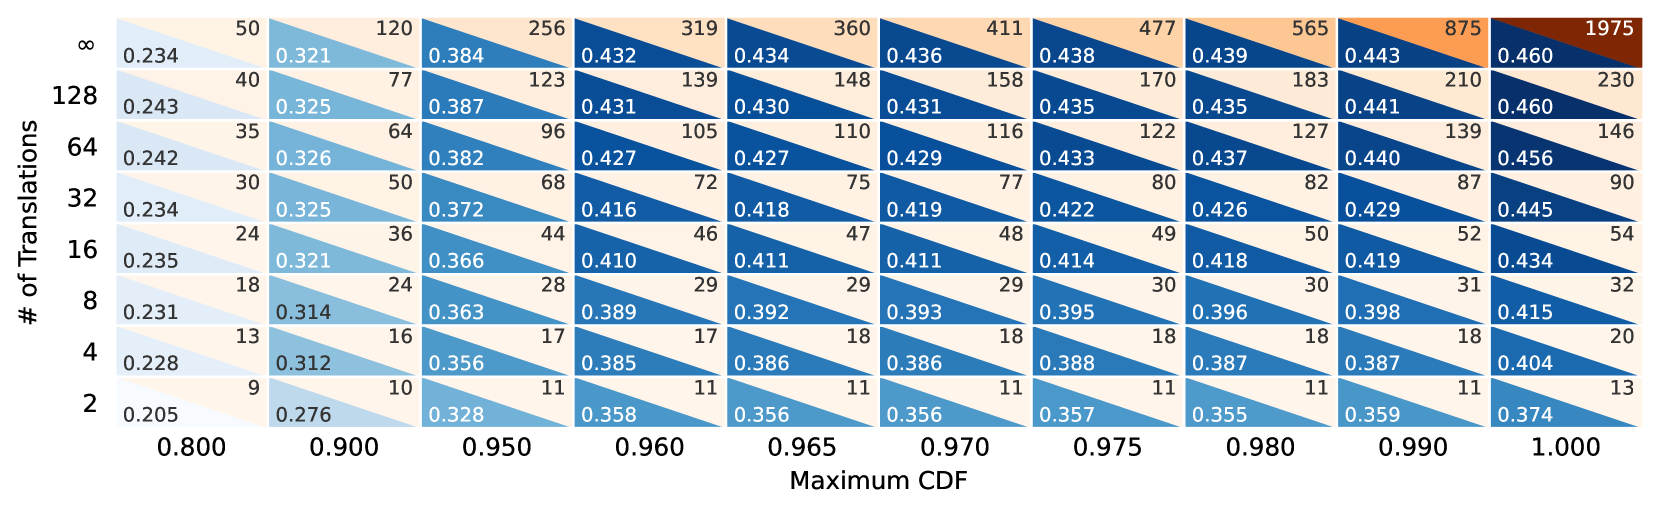 50 120 256 319 360 411 477 565 875 1975
∞
0.234 0.321 0.384 0.432 0.434 0.436 0.438 0.439 0.443 0.460
40 77 123 139 148 158 170 183 210 230
128
0.243 0.325 0.387 0.431 0.430 0.431 0.435 0.435 0.441 0.460
35 64 96 105 110 116 122 127 139 146
64
0.242 0.326 0.382 0.427 0.427 0.429 0.433 0.437 0.440 0.456
30 50 68 72 75 77 80 82 87 90
32
0.234 0.325 0.372 0.416 0.418 0.419 0.422 0.426 0.429 0.445
24 36 44 46 47 48 49 50 52 54
16
0.235 0.321 0.366 0.410 0.411 0.411 0.414 0.418 0.419 0.434
18 24 28 29 29 29 30 30 31 32
8
0.231 0.314 0.363 0.389 0.392 0.393 0.395 0.396 0.398 0.415
13 16 17 17 18 18 18 18 18 20
4
0.228 0.312 0.356 0.385 0.386 0.386 0.388 0.387 0.387 0.404
9 10 11 11 11 11 11 11 11 13
2
0.205 0.276 0.328 0.358 0.356 0.356 0.357 0.355 0.359 0.374
# of Translations
0.800 0.900 0.950 0.960 0.965 0.970 0.975 0.980 0.990 1.000
Maximum CDF